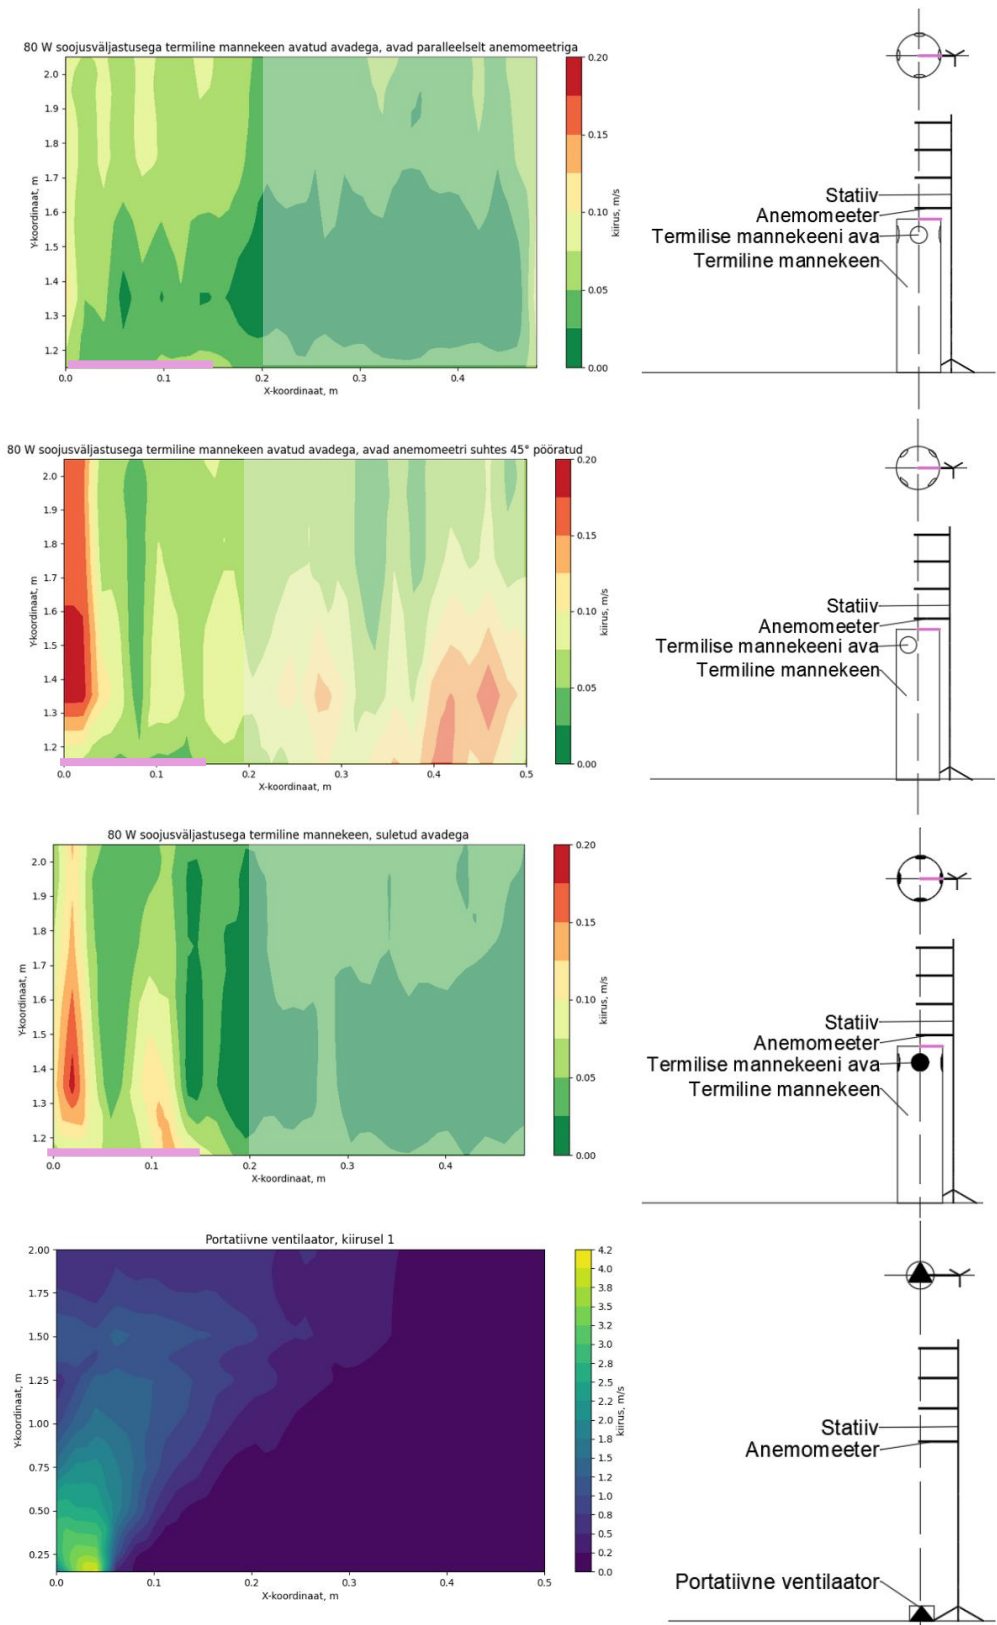 80 W soojusväljastusega termiline mannekeen avatud avadega, avad paralleelselt anemomeetriga
2.0
1.9
1.8
1.7
1.6
1.5
1.4
1.3
1.2
Y-koordinaat, m
0.0
0.1
0.2
0.3
0.4
X-koordinaat, m
0.20
0.15
0.10
0.05
0.00
kiirus, m/s
Statiiv
Anemomeeter
Termilise mannekeeni ava
Termiline mannekeen
80 W soojusväljastusega termiline mannekeen avatud avadega, avad anemomeetri suhtes 45° pööratud
2.0
1.9
1.8
1.7
1.6
1.5
1.4
1.3
1.2
Y-koordinaat, m
0.0
0.1
0.2
0.3
0.4
0.5
X-koordinaat, m
0.20
0.15
0.10
0.05
0.00
kiirus, m/s
Statiiv
Anemomeeter
Termilise mannekeeni ava
Termiline mannekeen
80 W soojusväljastusega termiline mannekeen, suletud avadega
2.0
1.9
1.8
1.7
1.6
1.5
1.4
1.3
1.2
Y-koordinaat, m
0.0
0.1
0.2
0.3
0.4
X-koordinaat, m
0.20
0.15
0.10
0.05
0.00
kiirus, m/s
Statiiv
Anemomeeter
Termilise mannekeeni ava
Termiline mannekeen
Portatiivne ventilaator, kiirusel 1
2.00
1.75
1.50
1.25
1.00
0.75
0.50
0.25
Y-koordinaat, m
0.0
0.1
0.2
0.3
0.4
0.5
X-koordinaat, m
4.2
4.0
3.8
3.5
3.2
3.0
2.8
2.5
2.2
2.0
1.8
1.5
1.2
1.0
0.8
0.5
0.2
0.0
kiirus, m/s
Statiiv
Anemomeeter
Portatiivne ventilaator